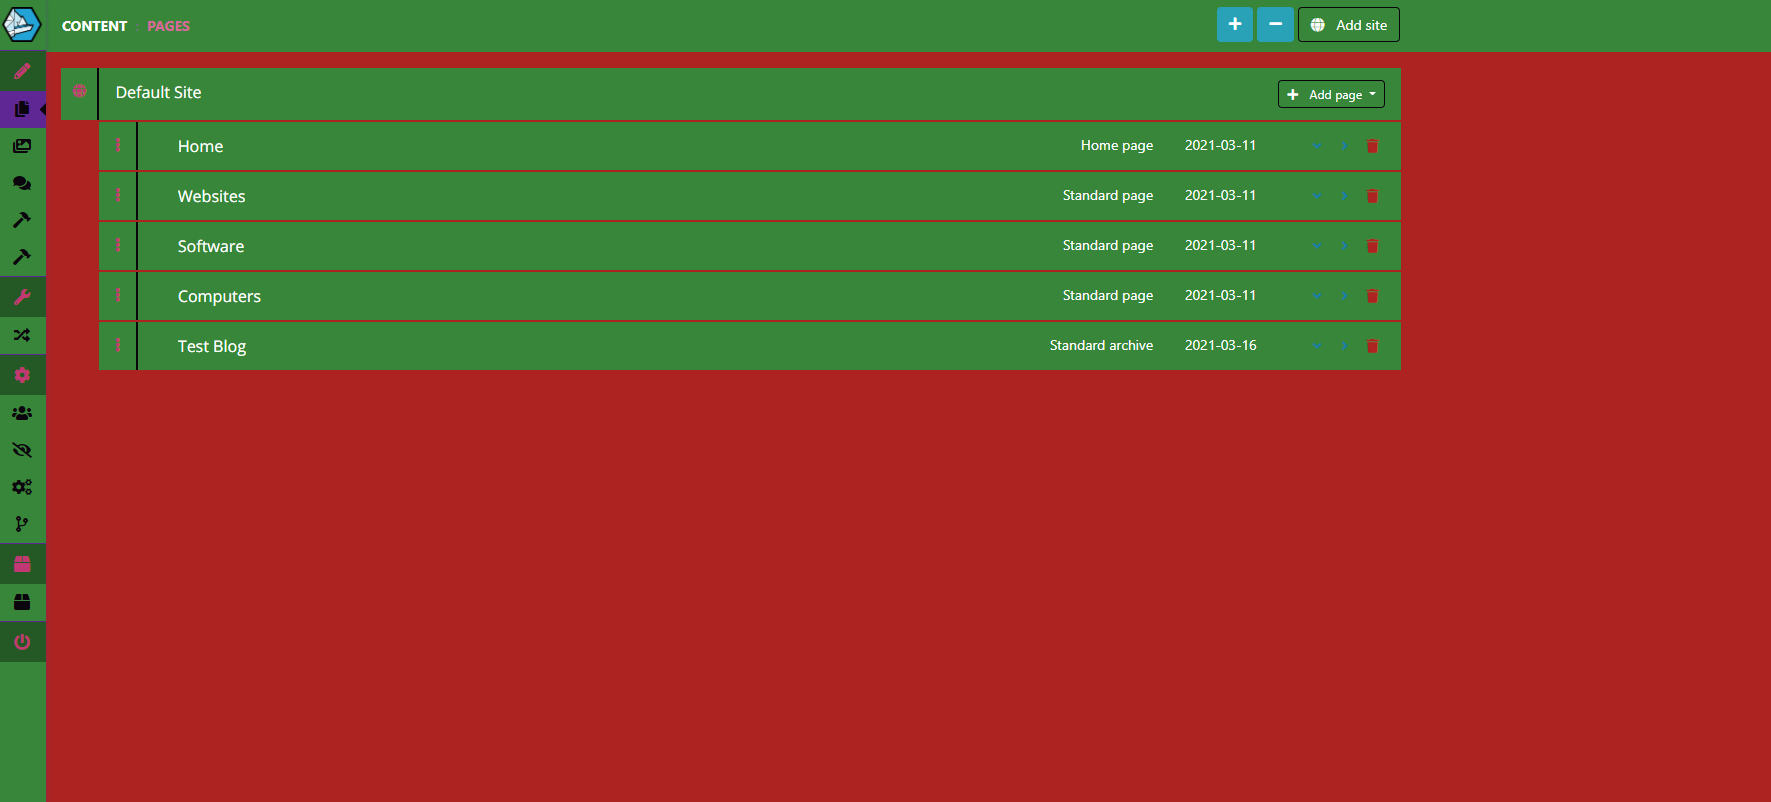 CONTENT : PAGES
Add site
Default Site
Add page
Home Home page 2021-03-11
Websites Standard page 2021-03-11
Software Standard page 2021-03-11
Computers Standard page 2021-03-11
Test Blog Standard archive 2021-03-16